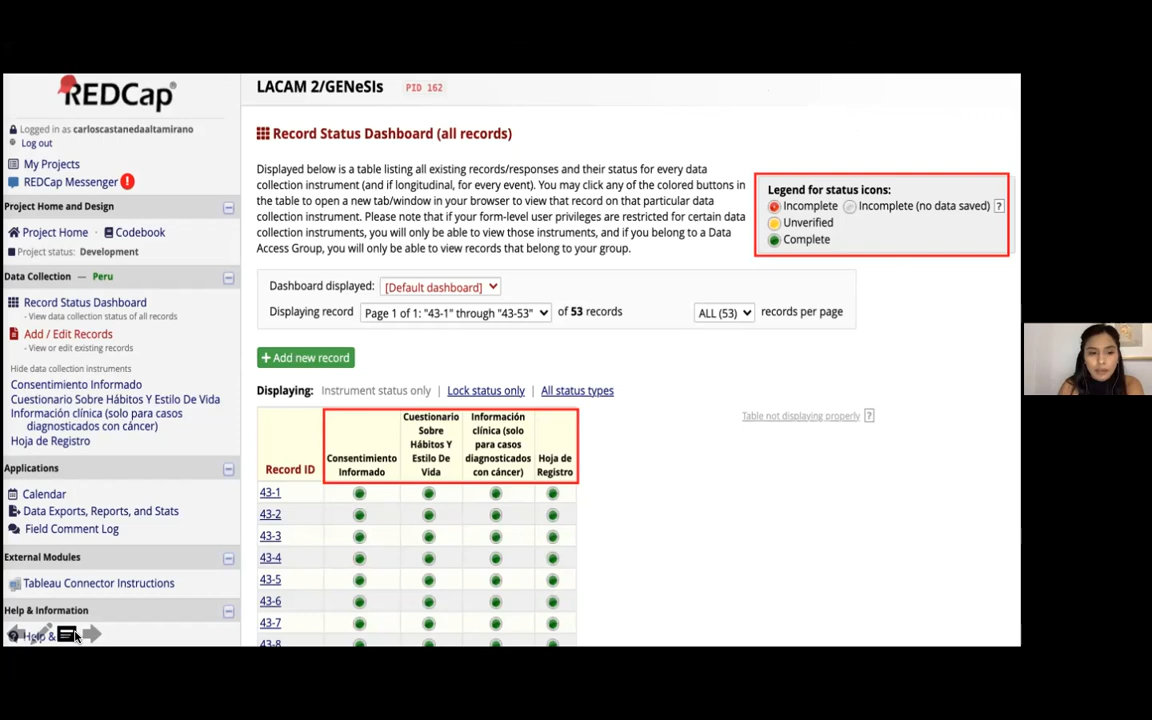 REDCap
Logged in as carloscastanedaaltamirano
Log out
My Projects
REDCap Messenger !
Project Home and Design
Project Home · Codebook
Project status: Development
Data Collection — Peru
Record Status Dashboard
- View data collection status of all records
Add / Edit Records
- View or edit existing records
Hide data collection instruments
Consentimiento Informado
Cuestionario Sobre Hábitos Y Estilo De Vida
Información clínica (solo para casos
diagnosticados con cáncer)
Hoja de Registro
Applications
Calendar
Data Exports, Reports, and Stats
Field Comment Log
External Modules
Tableau Connector Instructions
Help & Information
Help &
LACAM 2/GENeSIs PID 162
Record Status Dashboard (all records)
Displayed below is a table listing all existing records/responses and their status for every data
collection instrument (and if longitudinal, for every event). You may click any of the colored buttons in
the table to open a new tab/window in your browser to view that record on that particular data
collection instrument. Please note that if your form-level user privileges are restricted for certain data
collection instruments, you will only be able to view those instruments, and if you belong to a Data
Access Group, you will only be able to view records that belong to your group.
Legend for status icons:
Incomplete Incomplete (no data saved) ?
Unverified
Complete
Dashboard displayed: [Default dashboard]
Displaying record Page 1 of 1: "43-1" through "43-53" of 53 records ALL (53) records per page
+ Add new record
Displaying: Instrument status only | Lock status only | All status types
Table not displaying properly ?
Record ID
Consentimiento
Informado
Cuestionario
Sobre
Hábitos Y
Estilo De
Vida
Información
clínica (solo
para casos
diagnosticados
con cáncer)
Hoja de
Registro
43-1
43-2
43-3
43-4
43-5
43-6
43-7
43-8